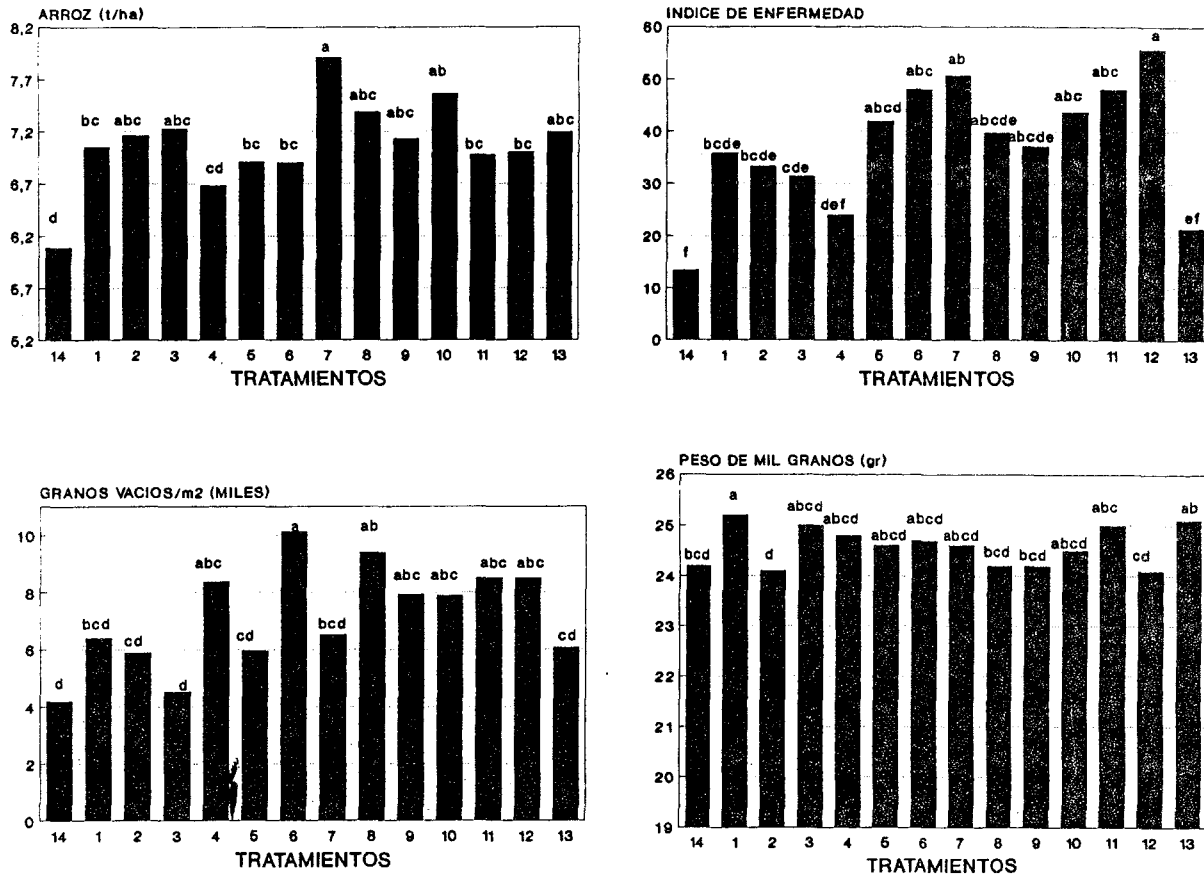 ARROZ (t/ha)
8,2
7,7
7,2
6,7
6,2
5,7
5,2
d
bc
abc
abc
cd
bc
bc
a
abc
abc
ab
bc
bc
abc
14 1 2 3 4 5 6 7 8 9 10 11 12 13
TRATAMIENTOS
INDICE DE ENFERMEDAD
60
50
40
30
20
10
0
f
bcde
bcde
cde
def
abcd
abc
ab
abcde
abcde
abc
abc
a
ef
14 1 2 3 4 5 6 7 8 9 10 11 12 13
TRATAMIENTOS
GRANOS VACIOS/m2 (MILES)
10
8
6
4
2
0
d
bcd
cd
d
abc
cd
a
bcd
ab
abc
abc
abc
abc
cd
14 1 2 3 4 5 6 7 8 9 10 11 12 13
TRATAMIENTOS
PESO DE MIL GRANOS (gr)
26
25
24
23
22
21
20
19
bcd
a
d
abcd
abcd
abcd
abcd
abcd
bcd
bcd
abcd
abc
cd
ab
14 1 2 3 4 5 6 7 8 9 10 11 12 13
TRATAMIENTOS